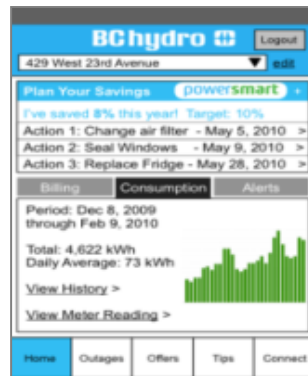 BChydro
Logout
429 West 23rd Avenue
edit
Plan Your Savings powersmart +
I've saved 8% this year! Target: 10%
Action 1: Change air filter - May 5, 2010 >
Action 2: Seal Windows - May 9, 2010 >
Action 3: Replace Fridge - May 28, 2010 >
Billing Consumption Alerts
Period: Dec 8, 2009
through Feb 9, 2010
Total: 4,622 kWh
Daily Average: 73 kWh
View History >
View Meter Reading >
Home Outages Offers Tips Connect